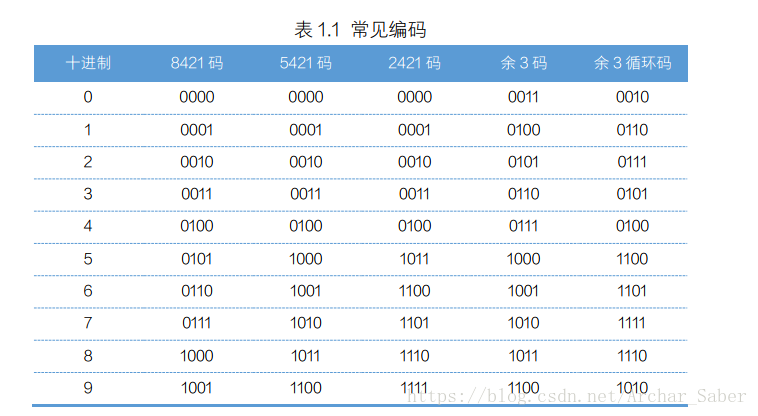 表 1.1 常见编码
十进制 8421 码 5421 码 2421 码 余 3 码 余 3 循环码
0 0000 0000 0000 0011 0010
1 0001 0001 0001 0100 0110
2 0010 0010 0010 0101 0111
3 0011 0011 0011 0110 0101
4 0100 0100 0100 0111 0100
5 0101 1000 1011 1000 1100
6 0110 1001 1100 1001 1101
7 0111 1010 1101 1010 1111
8 1000 1011 1110 1011 1110
9 1001 1100 1111 1100 1010
https://blog.csdn.net/Archar_Saber